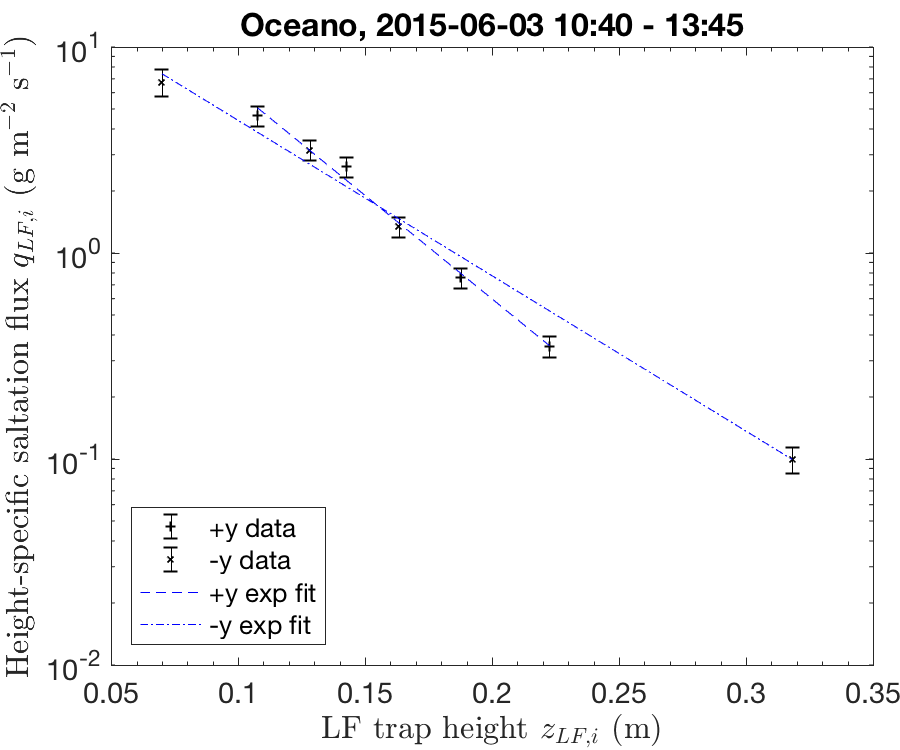 Oceano, 2015-06-03 10:40 - 13:45
Height-specific saltation flux q_{LF,i} (g m^{-2} s^{-1})
10^1
10^0
10^{-1}
10^{-2}
+y data
-y data
+y exp fit
-y exp fit
0.05 0.1 0.15 0.2 0.25 0.3 0.35
LF trap height z_{LF,i} (m)